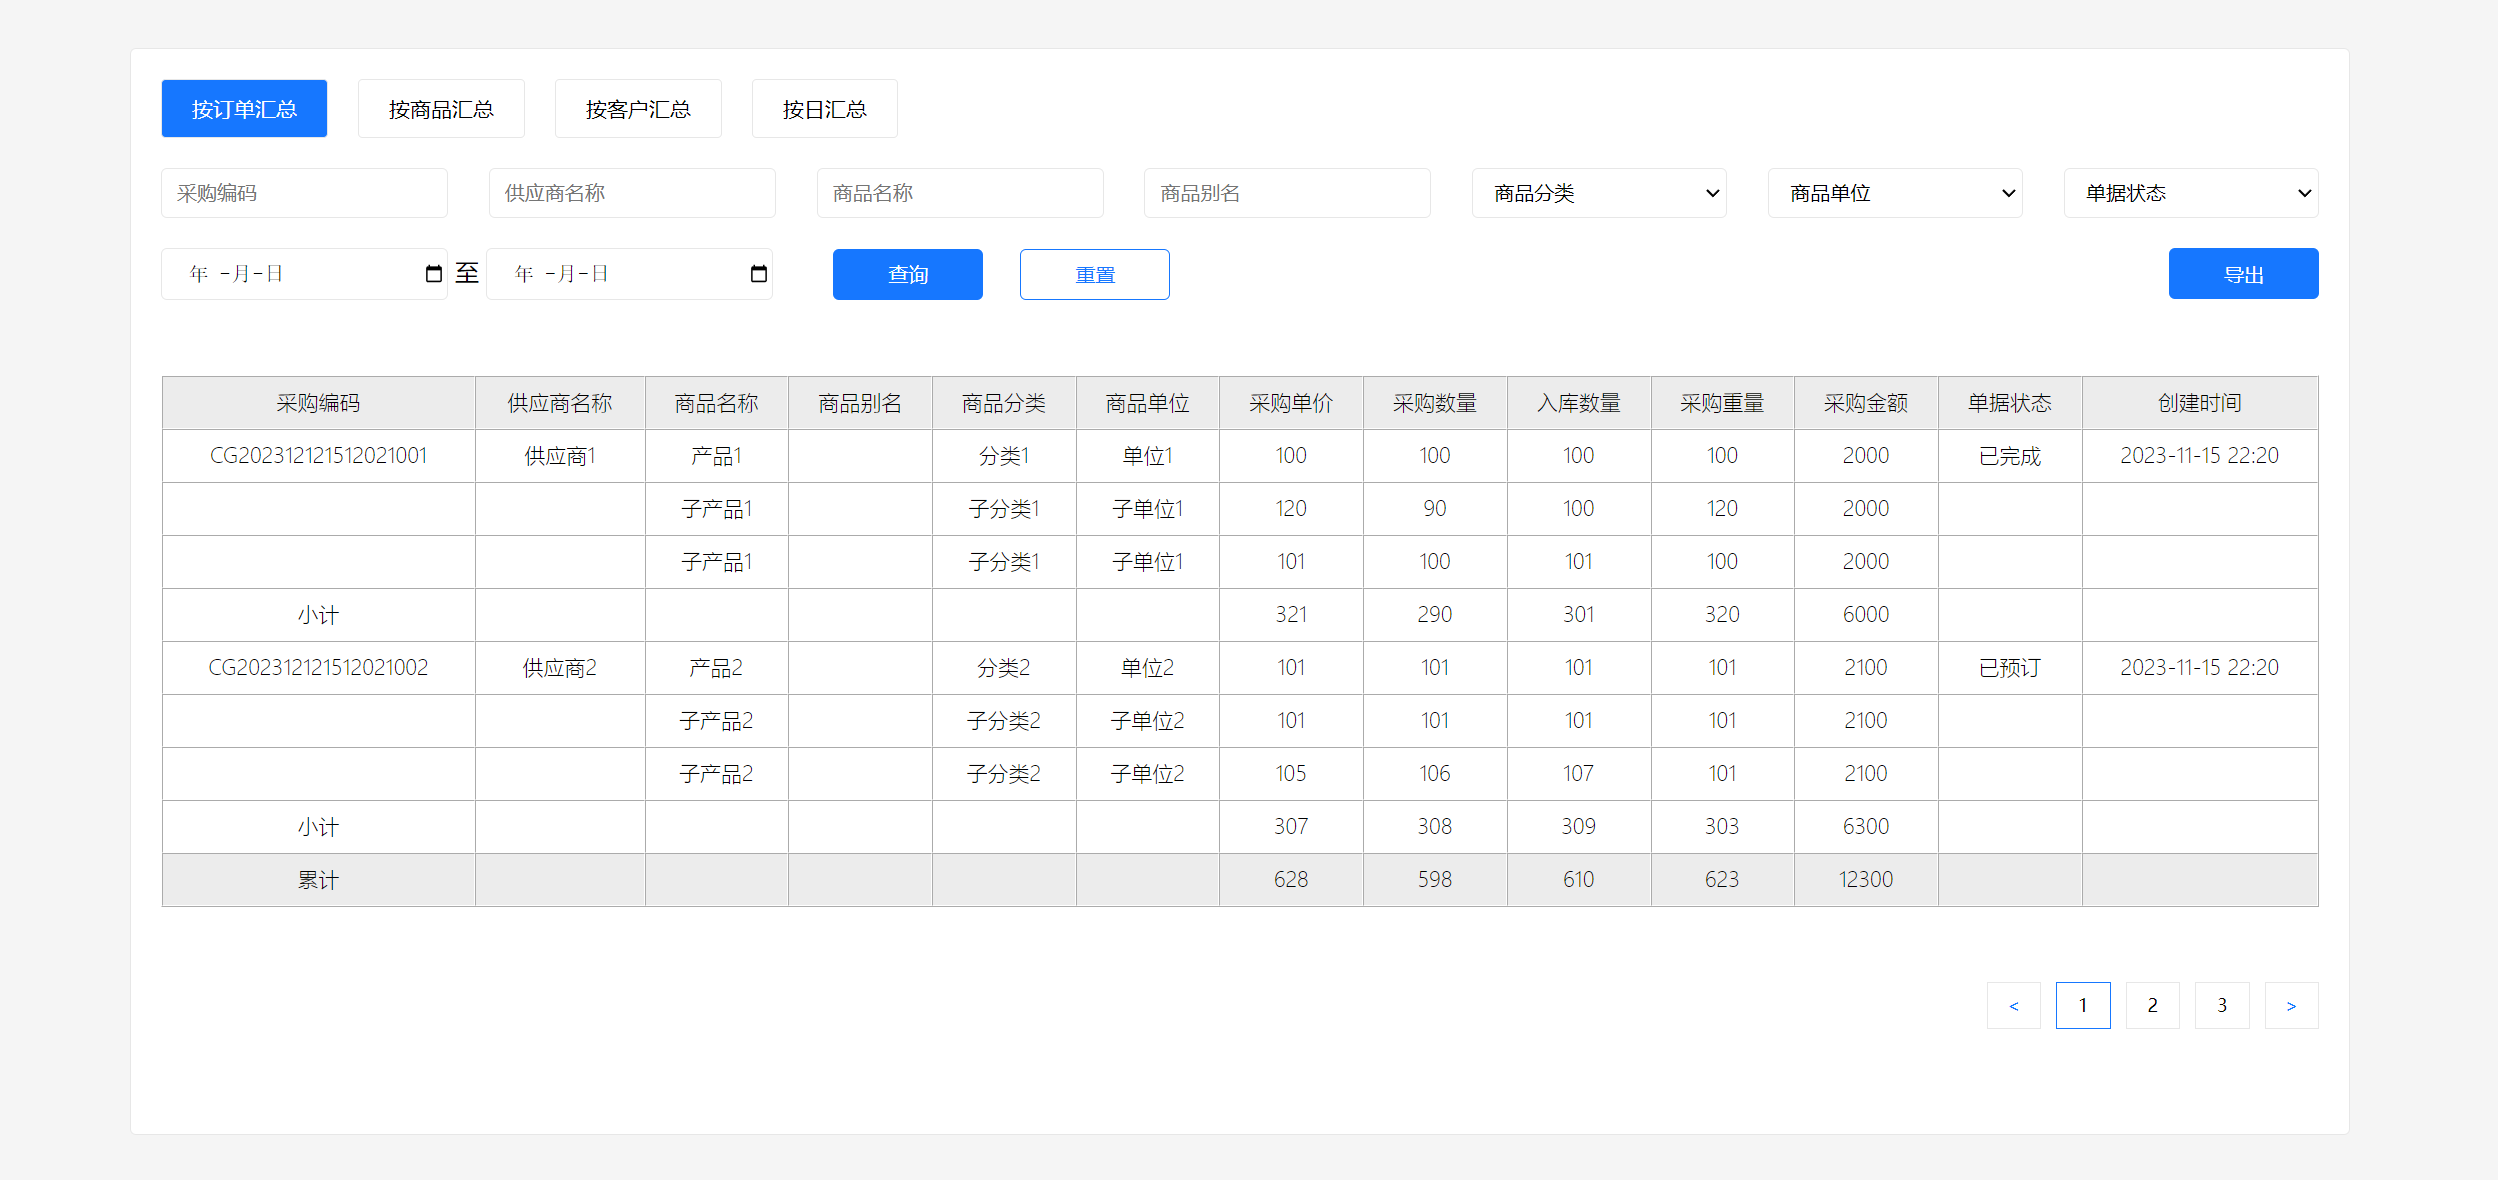 按订单汇总 按商品汇总 按客户汇总 按日汇总
采购编码 供应商名称 商品名称 商品别名 商品分类 商品单位 单据状态
年 -月-日 至 年 -月-日 查询 重置 导出
采购编码 供应商名称 商品名称 商品别名 商品分类 商品单位 采购单价 采购数量 入库数量 采购重量 采购金额 单据状态 创建时间
CG202312121512021001 供应商1 产品1 分类1 单位1 100 100 100 100 2000 已完成 2023-11-15 22:20
子产品1 子分类1 子单位1 120 90 100 120 2000
子产品1 子分类1 子单位1 101 100 101 100 2000
小计 321 290 301 320 6000
CG202312121512021002 供应商2 产品2 分类2 单位2 101 101 101 101 2100 已预订 2023-11-15 22:20
子产品2 子分类2 子单位2 101 101 101 101 2100
子产品2 子分类2 子单位2 105 106 107 101 2100
小计 307 308 309 303 6300
累计 628 598 610 623 12300
< 1 2 3 >